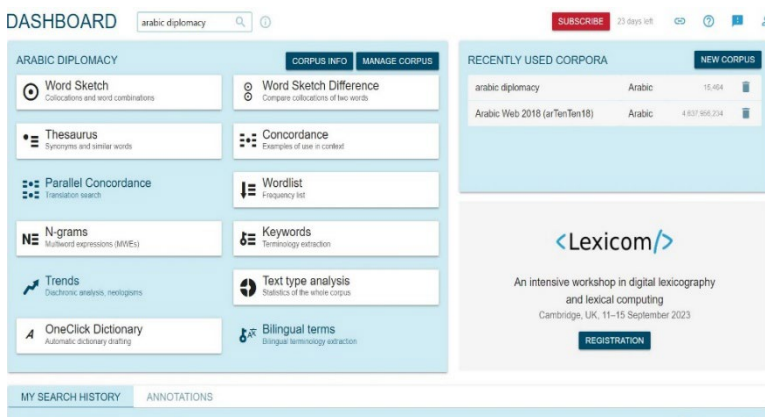 DASHBOARD
arabic diplomacy
SUBSCRIBE 23 days left
ARABIC DIPLOMACY
CORPUS INFO MANAGE CORPUS
Word Sketch
Collocations and word combinations
Word Sketch Difference
Compare collocations of two words
Thesaurus
Synonyms and similar words
Concordance
Examples of use in context
Parallel Concordance
Translation search
Wordlist
Frequency list
N-grams
Multiword expressions (MWEs)
Keywords
Terminology extraction
Trends
Diachronic analysis, neologisms
Text type analysis
Statistics of the whole corpus
OneClick Dictionary
Automatic dictionary drafting
Bilingual terms
Bilingual terminology extraction
RECENTLY USED CORPORA
NEW CORPUS
arabic diplomacy Arabic
Arabic Web 2018 (arTenTen18) Arabic
<Lexicom/>
An intensive workshop in digital lexicography
and lexical computing
Cambridge, UK, 11–15 September 2023
REGISTRATION
MY SEARCH HISTORY ANNOTATIONS